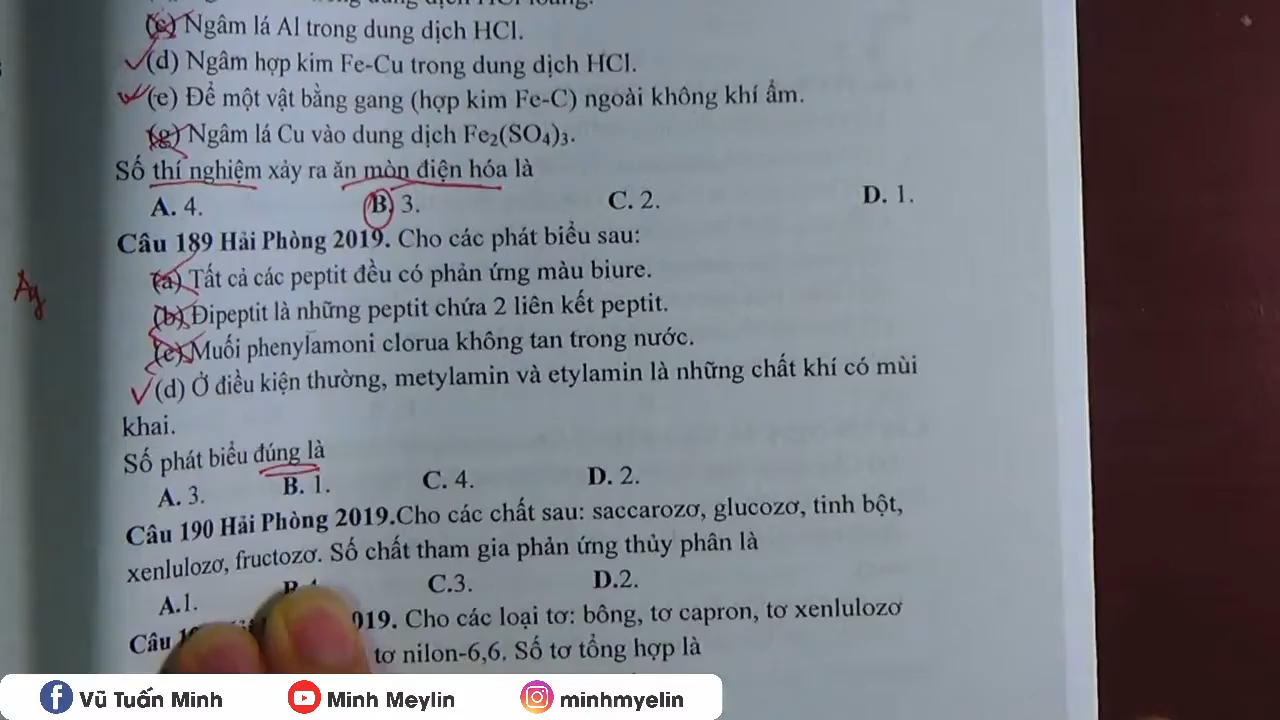 dung dịch HCl loãng.
(c) Ngâm lá Al trong dung dịch HCl.
(d) Ngâm hợp kim Fe-Cu trong dung dịch HCl.
(e) Để một vật bằng gang (hợp kim Fe-C) ngoài không khí ẩm.
(g) Ngâm lá Cu vào dung dịch Fe₂(SO₄)₃.
Số thí nghiệm xảy ra ăn mòn điện hóa là
A. 4. B. 3. C. 2. D. 1.
Câu 189 Hải Phòng 2019. Cho các phát biểu sau:
(a) Tất cả các peptit đều có phản ứng màu biure.
Ag
(b) Đipeptit là những peptit chứa 2 liên kết peptit.
(c) Muối phenylamoni clorua không tan trong nước.
(d) Ở điều kiện thường, metylamin và etylamin là những chất khí có mùi
khai.
Số phát biểu đúng là
A. 3. B. 1. C. 4. D. 2.
Câu 190 Hải Phòng 2019.Cho các chất sau: saccarozơ, glucozơ, tinh bột,
xenlulozơ, fructozơ. Số chất tham gia phản ứng thủy phân là
A.1. C.3. D.2.
Câu 019. Cho các loại tơ: bông, tơ capron, tơ xenlulozơ
tơ nilon-6,6. Số tơ tổng hợp là
Vũ Tuấn Minh Minh Meylin minhmyelin